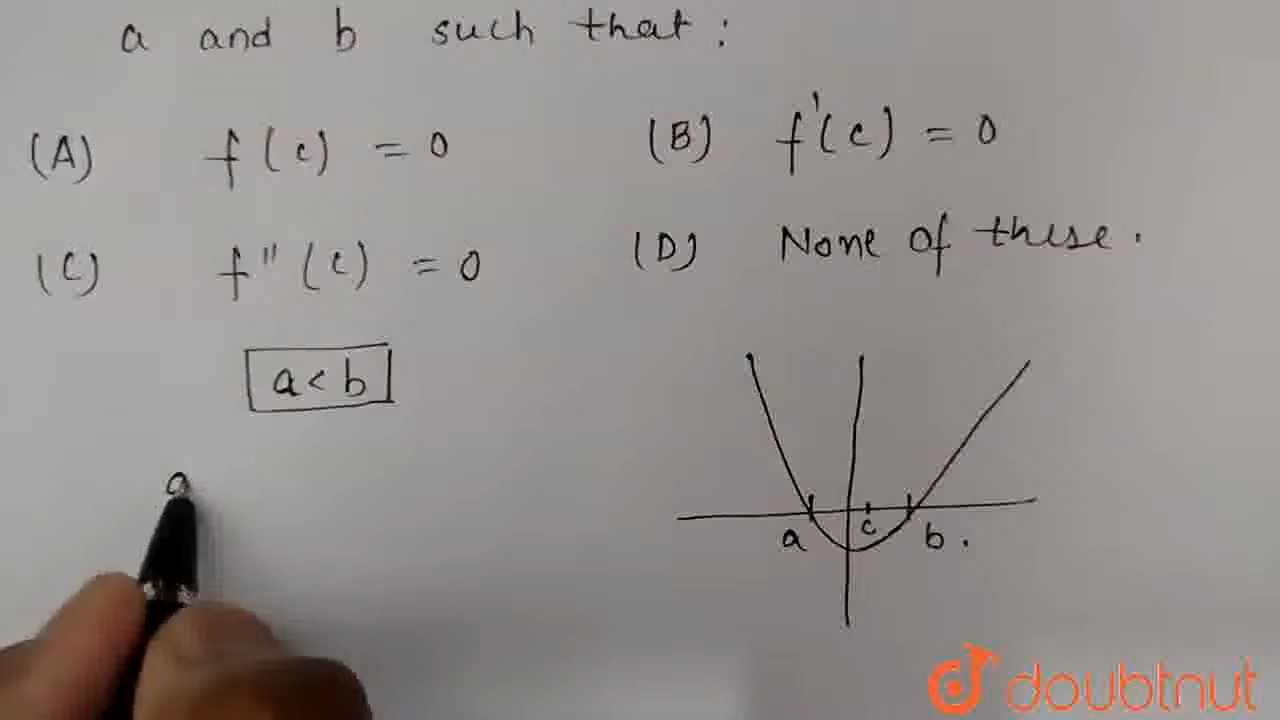 a and b such that :
(A) f(c) = 0 (B) f'(c) = 0
(C) f"(c) = 0 (D) None of these.
a < b
a
a c b .
doubtnut